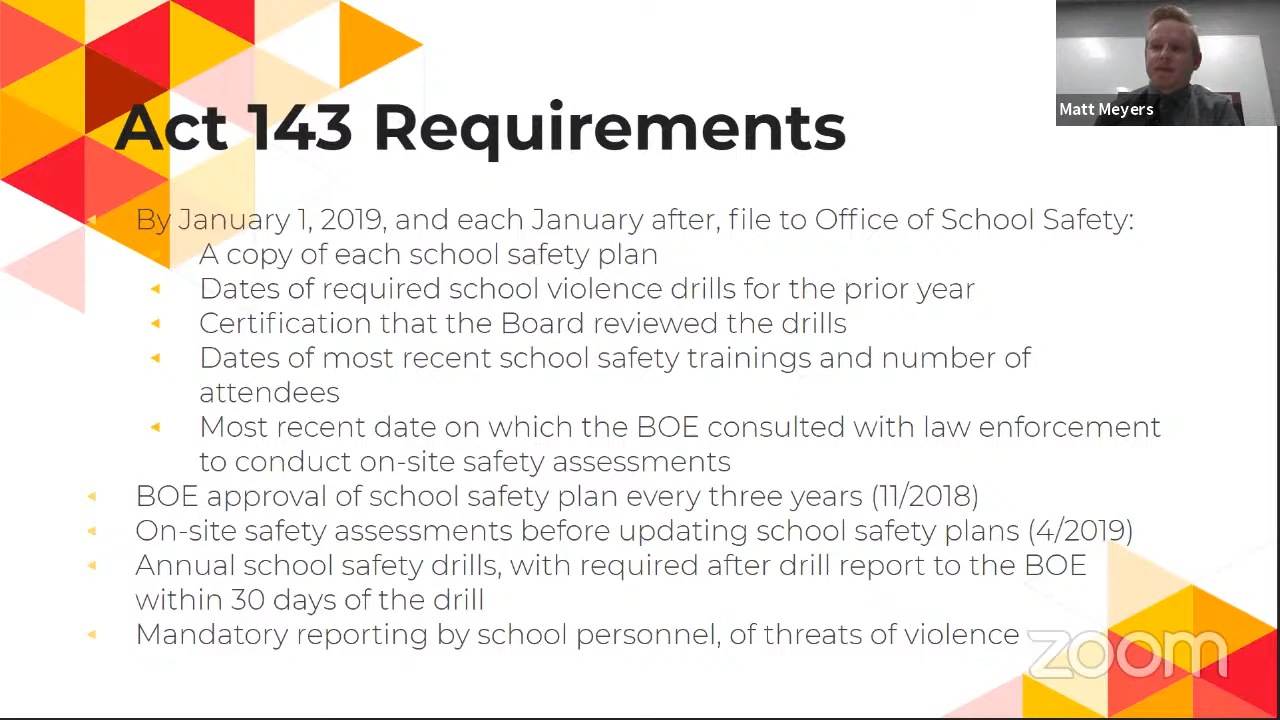 Matt Meyers
Act 143 Requirements
By January 1, 2019, and each January after, file to Office of School Safety:
A copy of each school safety plan
Dates of required school violence drills for the prior year
Certification that the Board reviewed the drills
Dates of most recent school safety trainings and number of
attendees
Most recent date on which the BOE consulted with law enforcement
to conduct on-site safety assessments
BOE approval of school safety plan every three years (11/2018)
On-site safety assessments before updating school safety plans (4/2019)
Annual school safety drills, with required after drill report to the BOE
within 30 days of the drill
Mandatory reporting by school personnel, of threats of violence
zoom